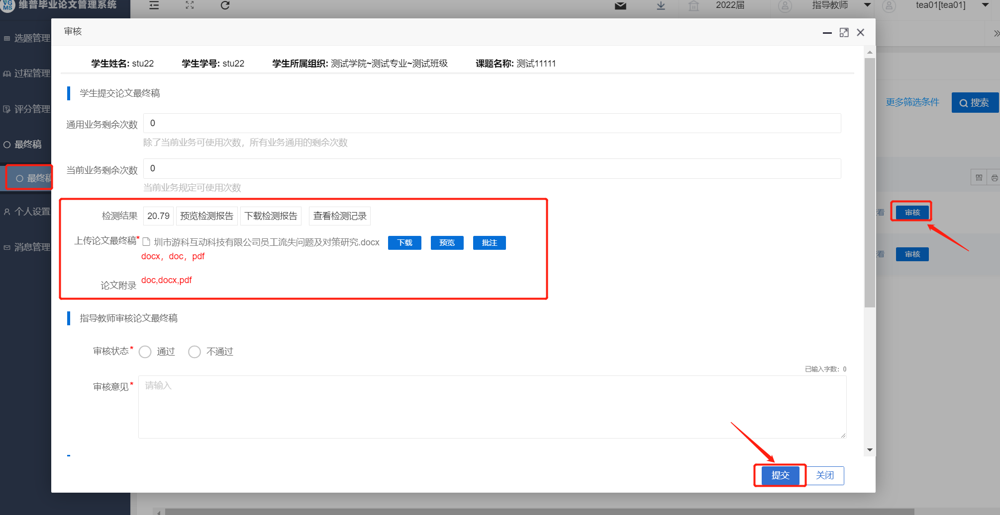 VG
MS
维普毕业论文管理系统
2022届
指导教师
tea01[tea01]
选题管理
过程管理
评分管理
最终稿
最终稿
个人设置
消息管理
审核
学生姓名: stu22
学生学号: stu22
学生所属组织: 测试学院~测试专业~测试班级
课题名称: 测试11111
学生提交论文最终稿
通用业务剩余次数
0
除了当前业务可使用次数，所有业务通用的剩余次数
当前业务剩余次数
0
当前业务规定可使用次数
检测结果
20.79
预览检测报告
下载检测报告
查看检测记录
上传论文最终稿*
圳市游科互动科技有限公司员工流失问题及对策研究.docx
下载
预览
批注
docx，doc，pdf
论文附录
doc,docx,pdf
指导教师审核论文最终稿
审核状态*
通过
不通过
已输入字数：0
审核意见*
请输入
提交
关闭
更多筛选条件
搜索
看
审核
看
审核